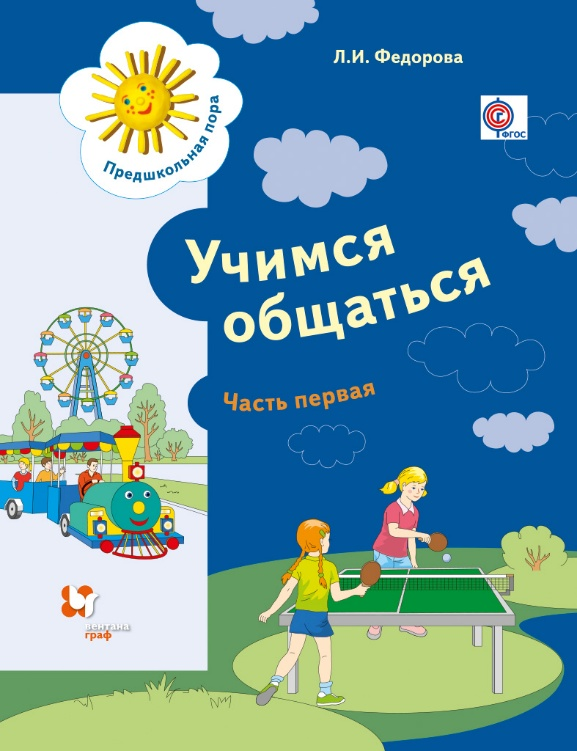 Л.И. Федорова
Предшкольная пора
ФГОС
Учимся
общаться
Часть первая
вентана
граф